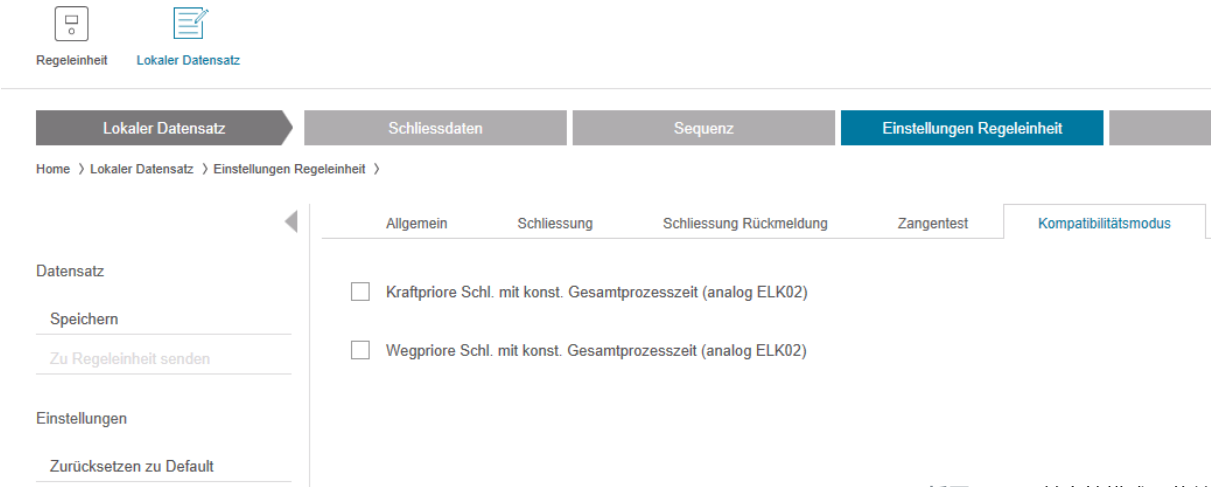 Regeleinheit
Lokaler Datensatz
Lokaler Datensatz
Schliessdaten
Sequenz
Einstellungen Regeleinheit
Home > Lokaler Datensatz > Einstellungen Regeleinheit >
Allgemein
Schliessung
Schliessung Rückmeldung
Zangentest
Kompatibilitätsmodus
Datensatz
Speichern
Zu Regeleinheit senden
Einstellungen
Zurücksetzen zu Default
Kraftpriore Schl. mit konst. Gesamtprozesszeit (analog ELK02)
Wegpriore Schl. mit konst. Gesamtprozesszeit (analog ELK02)